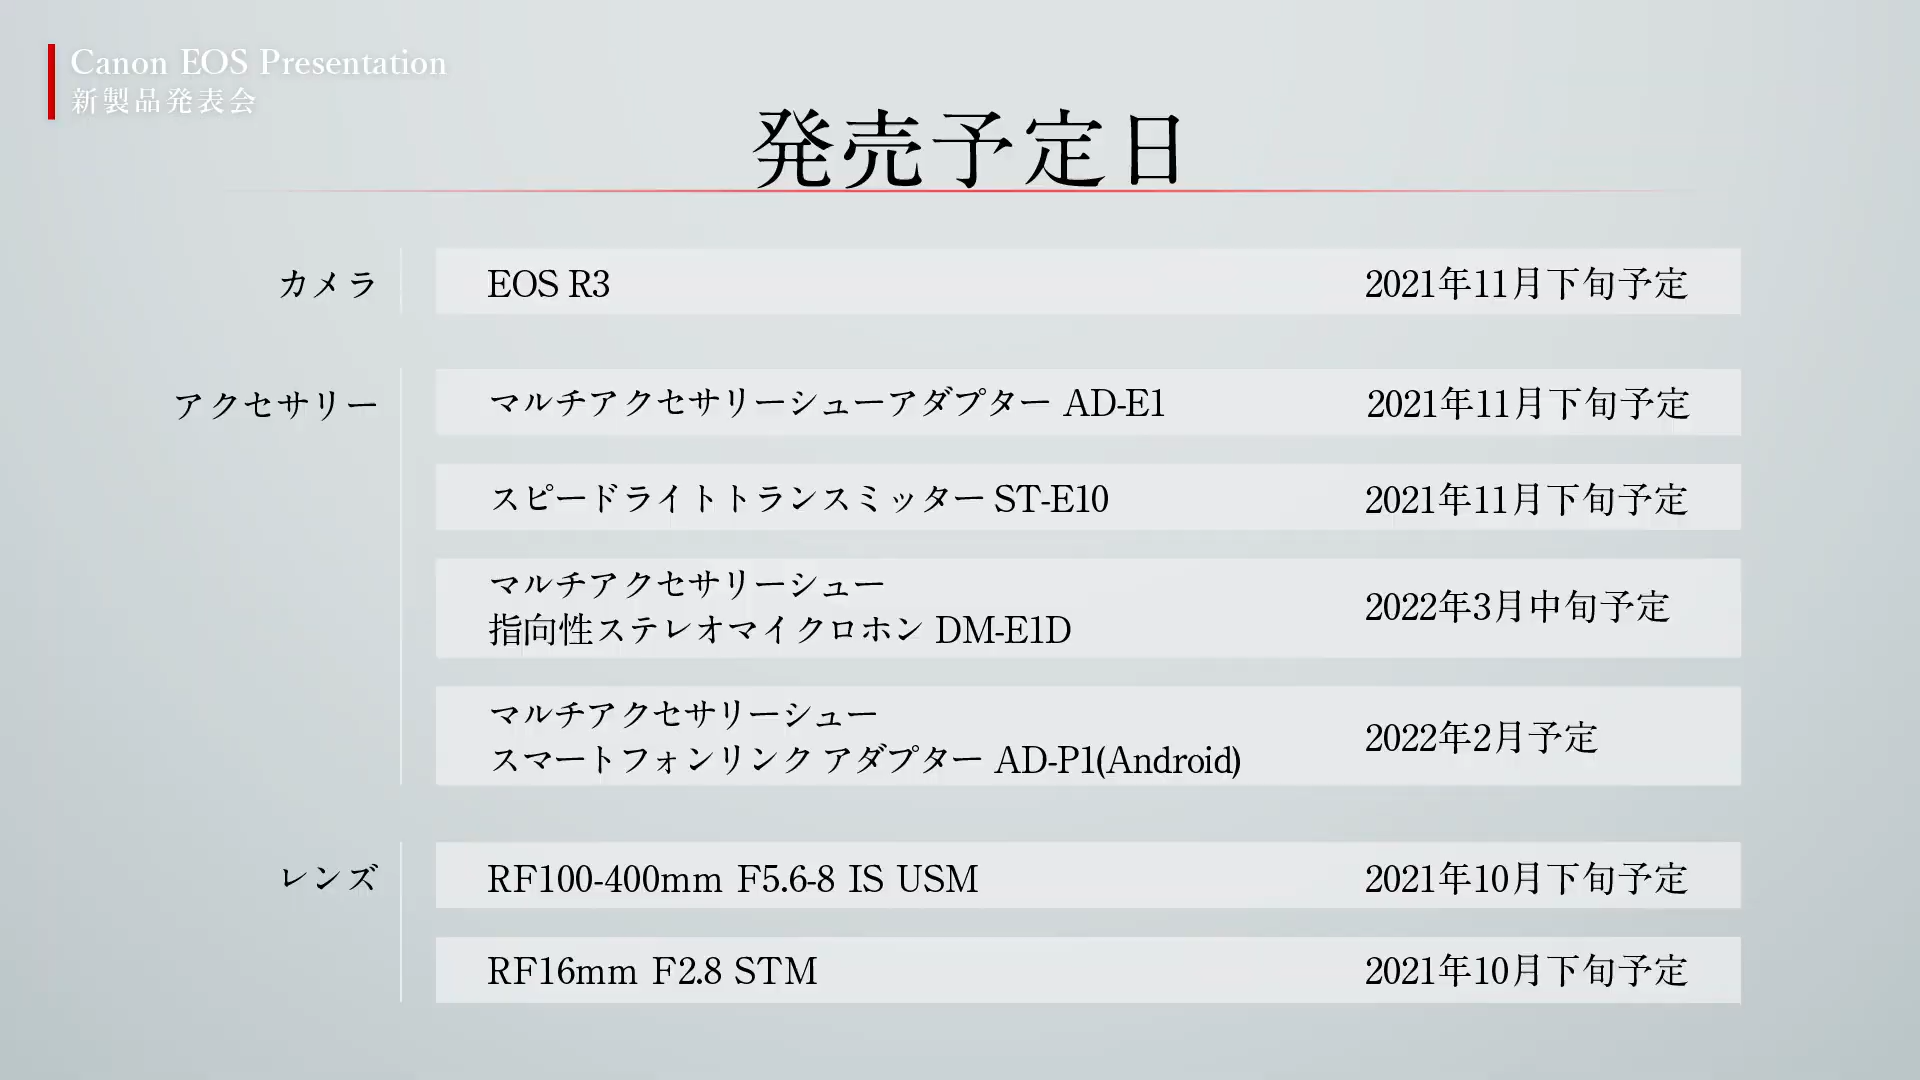 Canon EOS Presentation
新製品発表会
発売予定日
カメラ
EOS R3
2021年11月下旬予定
アクセサリー
マルチアクセサリーシューアダプター AD-E1
2021年11月下旬予定
スピードライトトランスミッター ST-E10
2021年11月下旬予定
マルチアクセサリーシュー
指向性ステレオマイクロホン DM-E1D
2022年3月中旬予定
マルチアクセサリーシュー
スマートフォンリンク アダプター AD-P1(Android)
2022年2月予定
レンズ
RF100-400mm F5.6-8 IS USM
2021年10月下旬予定
RF16mm F2.8 STM
2021年10月下旬予定